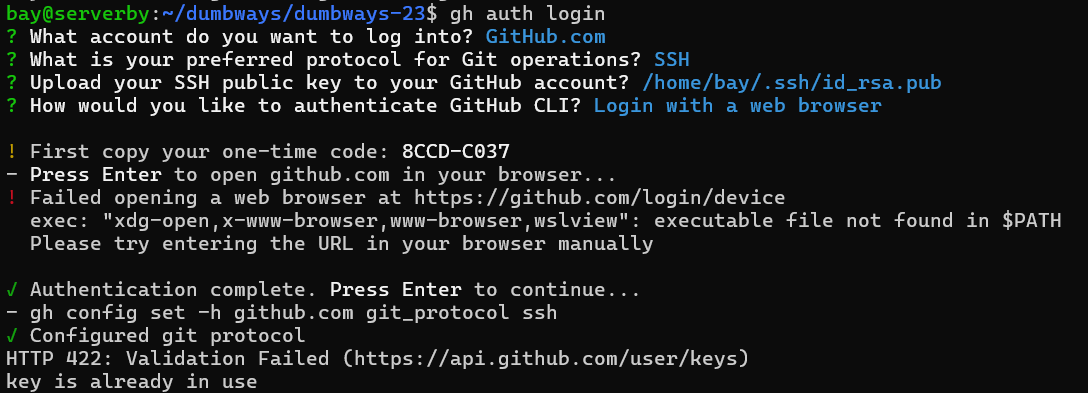 bay@serverby:~/dumbways/dumbways-23$ gh auth login
? What account do you want to log into? GitHub.com
? What is your preferred protocol for Git operations? SSH
? Upload your SSH public key to your GitHub account? /home/bay/.ssh/id_rsa.pub
? How would you like to authenticate GitHub CLI? Login with a web browser
! First copy your one-time code: 8CCD-C037
- Press Enter to open github.com in your browser...
! Failed opening a web browser at https://github.com/login/device
exec: "xdg-open,x-www-browser,www-browser,wslview": executable file not found in $PATH
Please try entering the URL in your browser manually
✓ Authentication complete. Press Enter to continue...
- gh config set -h github.com git_protocol ssh
✓ Configured git protocol
HTTP 422: Validation Failed (https://api.github.com/user/keys)
key is already in use